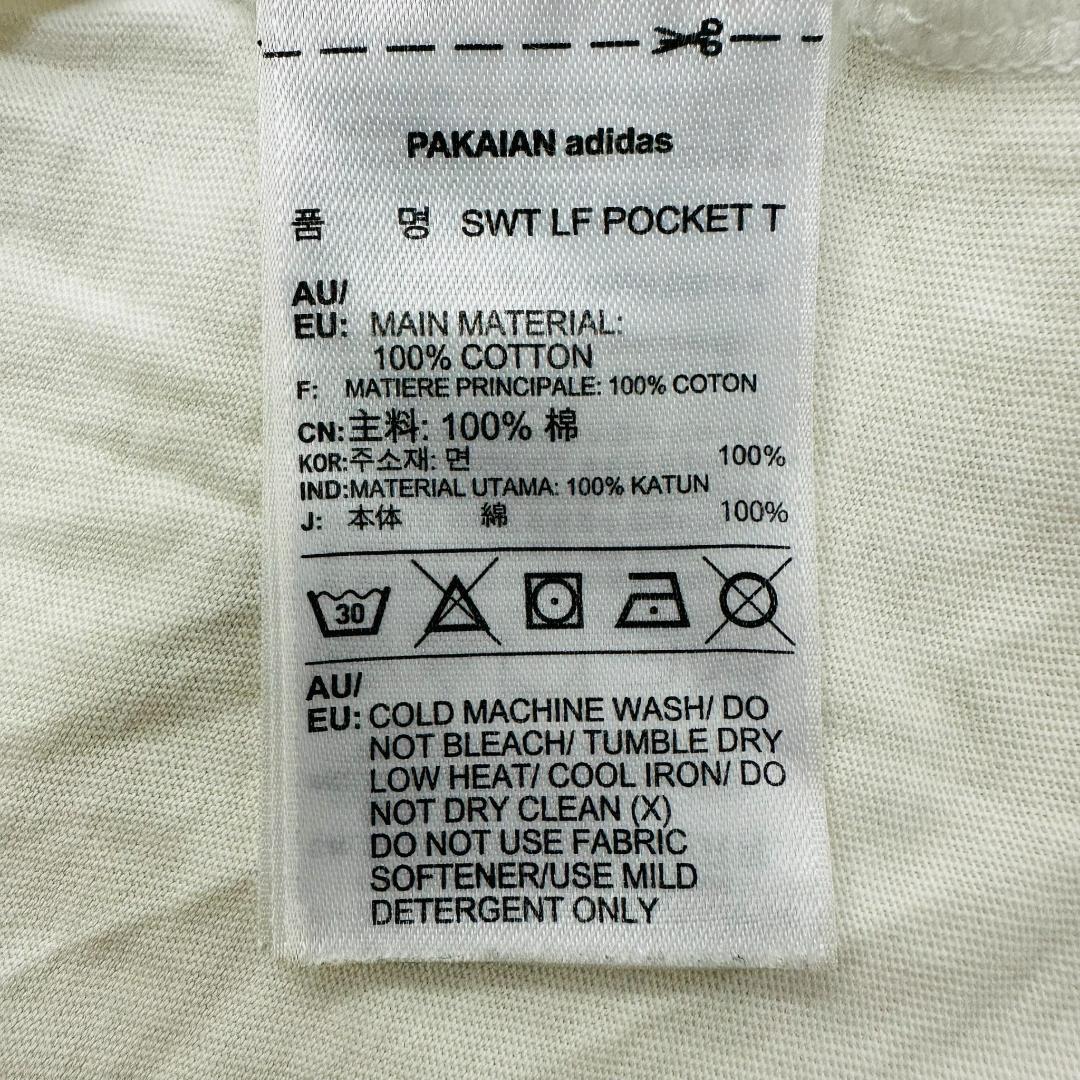 PAKAIAN adidas
품 명 SWT LF POCKET T
AU/
EU: MAIN MATERIAL:
100% COTTON
F: MATIERE PRINCIPALE: 100% COTON
CN:主料: 100% 棉
KOR:주소재: 면 100%
IND:MATERIAL UTAMA: 100% KATUN
J: 本体 綿 100%
30
AU/
EU: COLD MACHINE WASH/ DO
NOT BLEACH/ TUMBLE DRY
LOW HEAT/ COOL IRON/ DO
NOT DRY CLEAN (X)
DO NOT USE FABRIC
SOFTENER/USE MILD
DETERGENT ONLY